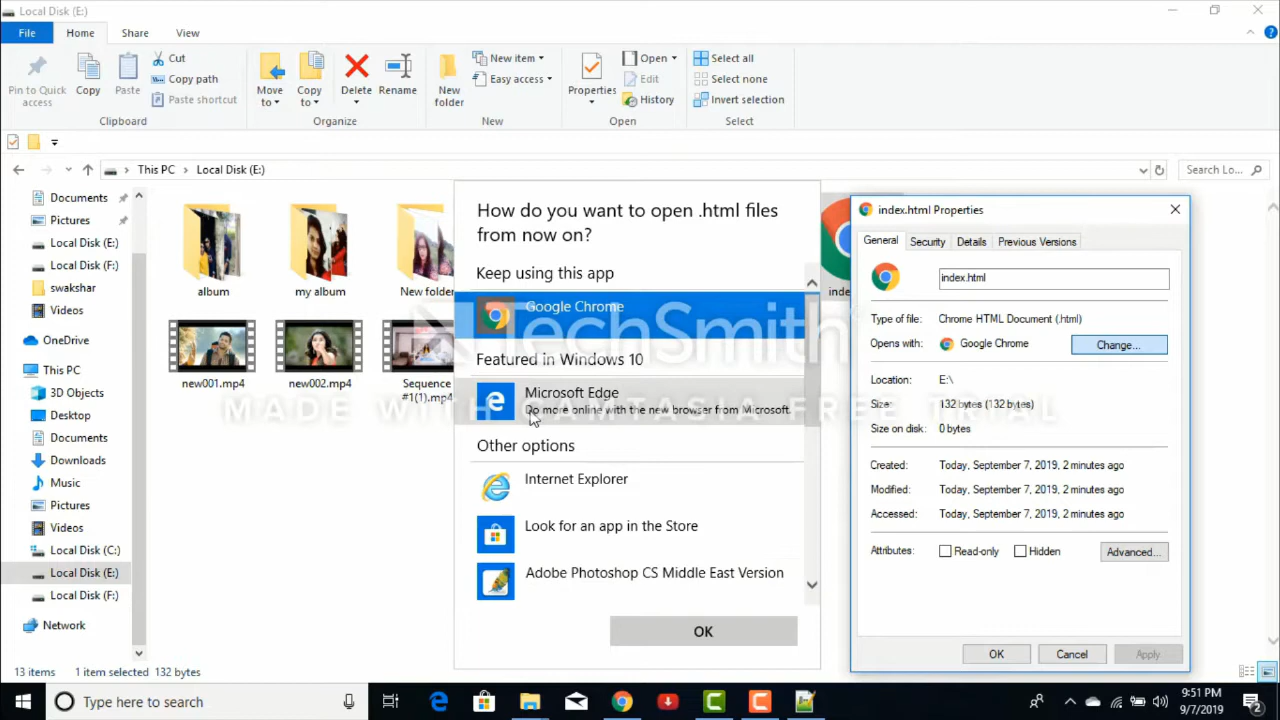 Local Disk (E:)
File
Home
Share
View
Pin to Quick
access
Copy
Paste
Cut
Copy path
Paste shortcut
Clipboard
Move
to
Copy
to
Delete
Rename
Organize
New
folder
New item
Easy access
New
Properties
Open
Edit
History
Open
Select all
Select none
Invert selection
Select
This PC > Local Disk (E:)
Search Lo...
Documents
Pictures
Local Disk (E:)
Local Disk (F:)
swakshar
Videos
OneDrive
This PC
3D Objects
Desktop
Documents
Downloads
Music
Pictures
Videos
Local Disk (C:)
Local Disk (E:)
Local Disk (F:)
Network
album
my album
New folder
new001.mp4
new002.mp4
Sequence
#1(1).mp4
How do you want to open .html files
from now on?
Keep using this app
Google Chrome
Featured in Windows 10
Microsoft Edge
Do more online with the new browser from Microsoft.
Other options
Internet Explorer
Look for an app in the Store
Adobe Photoshop CS Middle East Version
OK
index.html Properties
General
Security
Details
Previous Versions
index.html
Type of file: Chrome HTML Document (.html)
Opens with: Google Chrome
Change...
Location: E:\
Size: 132 bytes (132 bytes)
Size on disk: 0 bytes
Created: Today, September 7, 2019, 2 minutes ago
Modified: Today, September 7, 2019, 2 minutes ago
Accessed: Today, September 7, 2019, 2 minutes ago
Attributes: Read-only Hidden
Advanced...
OK
Cancel
Apply
TechSmith
MADE WITH CAMTASIA FREE TRIAL
13 items 1 item selected 132 bytes
Type here to search
9:51 PM
9/7/2019
2